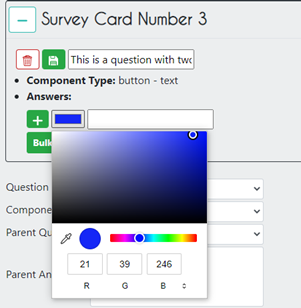 Survey Card Number 3
This is a question with two
Component Type: button - text
Answers:
Bulk
Question
Compone
Parent Qu
Parent An
21 39 246
R G B